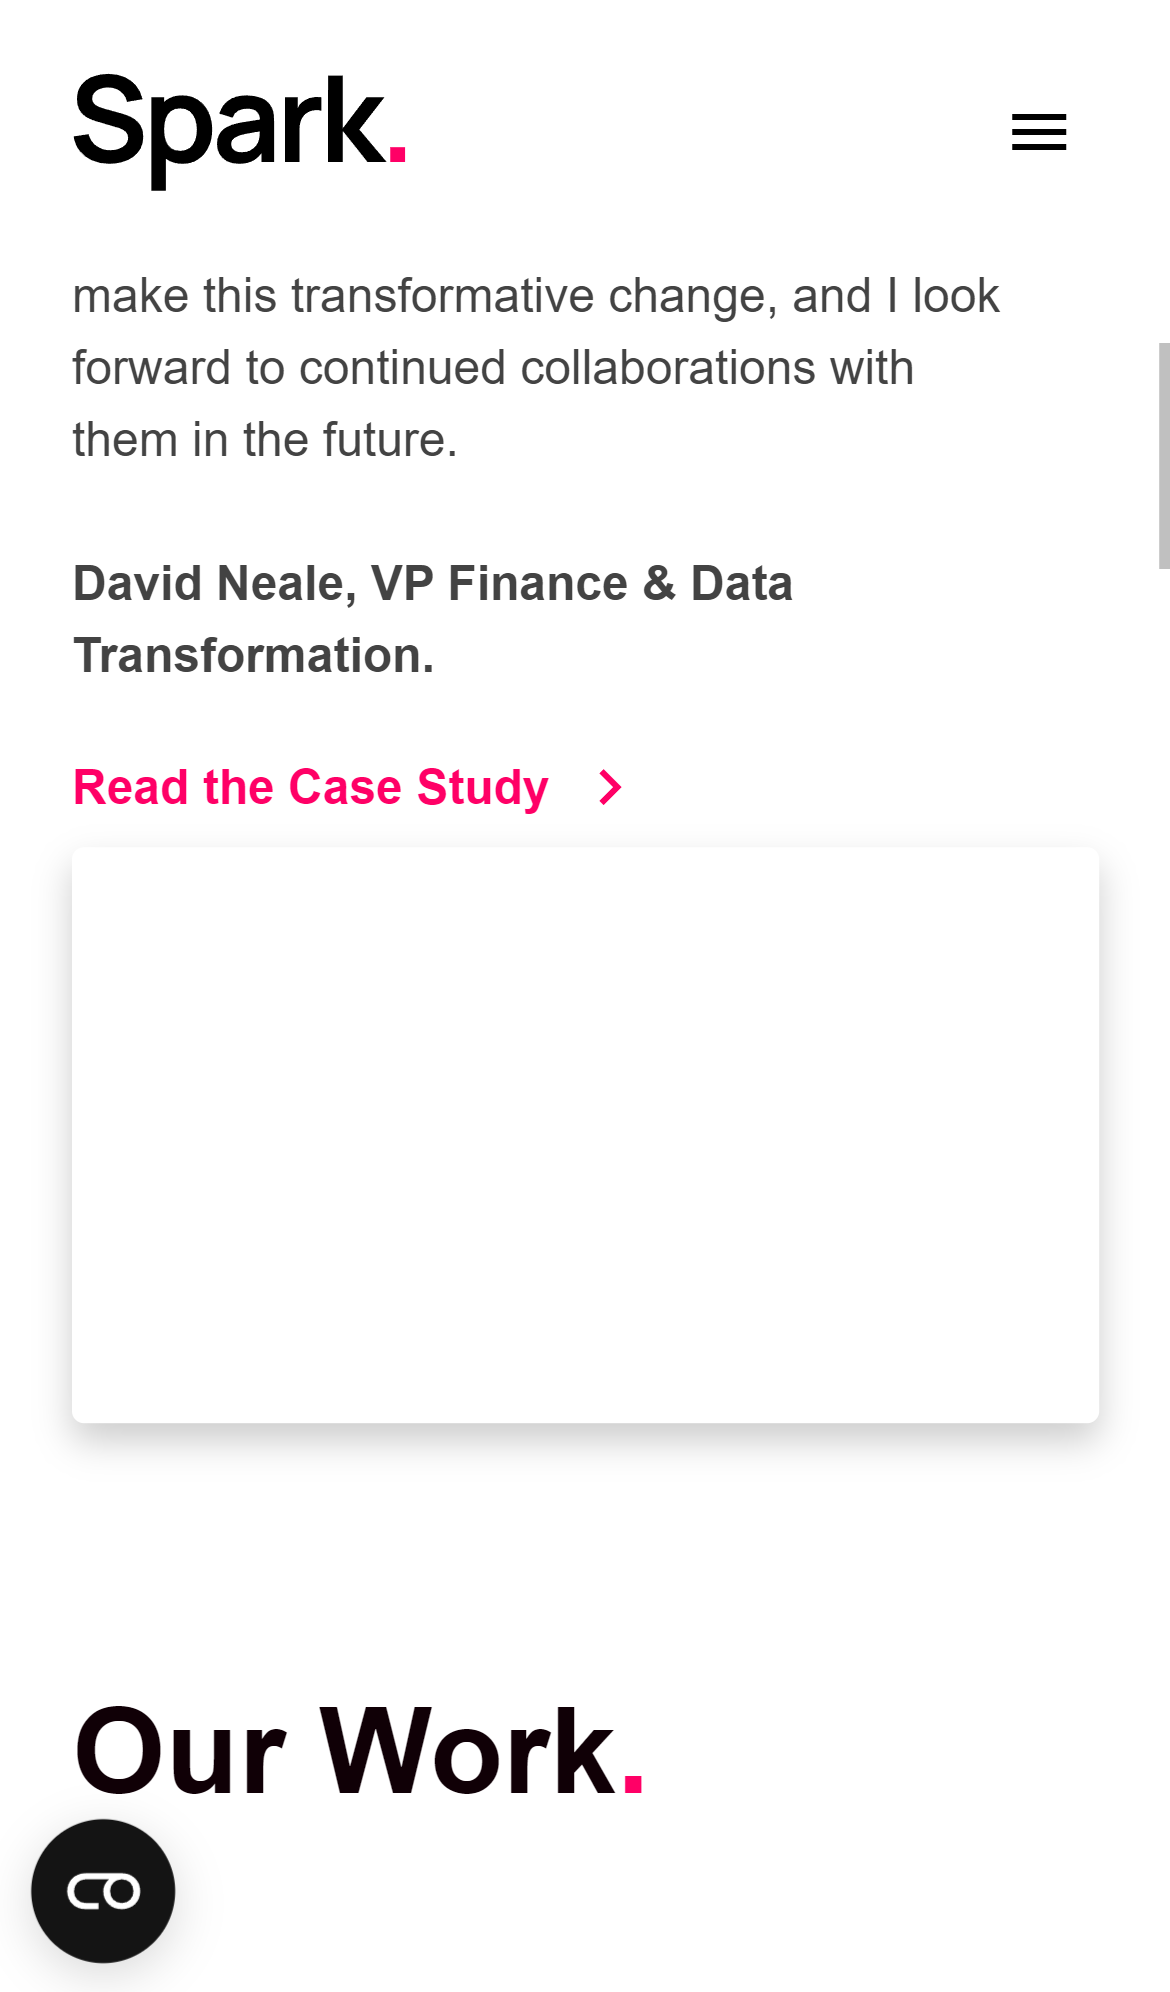 Spark.
make this transformative change, and I look
forward to continued collaborations with
them in the future.
David Neale, VP Finance & Data
Transformation.
Read the Case Study
Our Work.